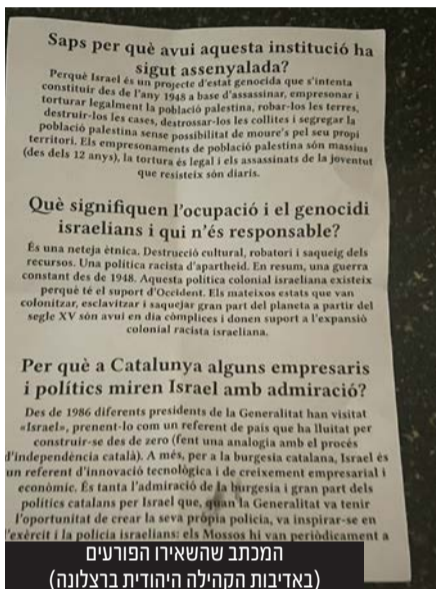 Saps per què avui aquesta institució ha
sigut assenyalada?
Perquè Israel és un projecte d'estat genocida que s'intenta
constituir des de l'any 1948 a base d'assassinar, empresonar i
torturar legalment la població palestina, robar-los les terres,
destruir-los les cases, destrossar-los les collites i segregar la
població palestina sense possibilitat de moure's pel seu propi
territori. Els empresonaments de població palestina són massius
(des dels 12 anys), la tortura és legal i els assassinats de la joventut
que resisteix són diaris.
Què signifiquen l'ocupació i el genocidi
israelians i qui n'és responsable?
És una neteja ètnica. Destrucció cultural, robatori i saqueig dels
recursos. Una política racista d'apartheid. En resum, una guerra
constant des de 1948. Aquesta política colonial israeliana existeix
perquè té el suport d'Occident. Els mateixos estats que van
colonitzar, esclavitzar i saquejar gran part del planeta a partir del
segle XV són avui en dia còmplices i donen suport a l'expansió
colonial racista israeliana.
Per què a Catalunya alguns empresaris
i polítics miren Israel amb admiració?
Des de 1986 diferents presidents de la Generalitat han visitat
«Israel», prenent-lo com un referent de país que ha lluitat per
construir-se des de zero (fent una analogia amb el procés
d'independència català). A més, per a la burgesia catalana, Israel és
un referent d'innovació tecnològica i de creixement empresarial i
econòmic. És tanta l'admiració de la burgesia i gran part dels
polítics catalans per Israel que, quan la Generalitat va tenir
l'oportunitat de crear la seva pròpia policia, va inspirar-se en
l'exèrcit i la policia israelians: els Mossos hi van periòdicament a
המכתב שהשאירו הפורעים
(באדיבות הקהילה היהודית ברצלונה)